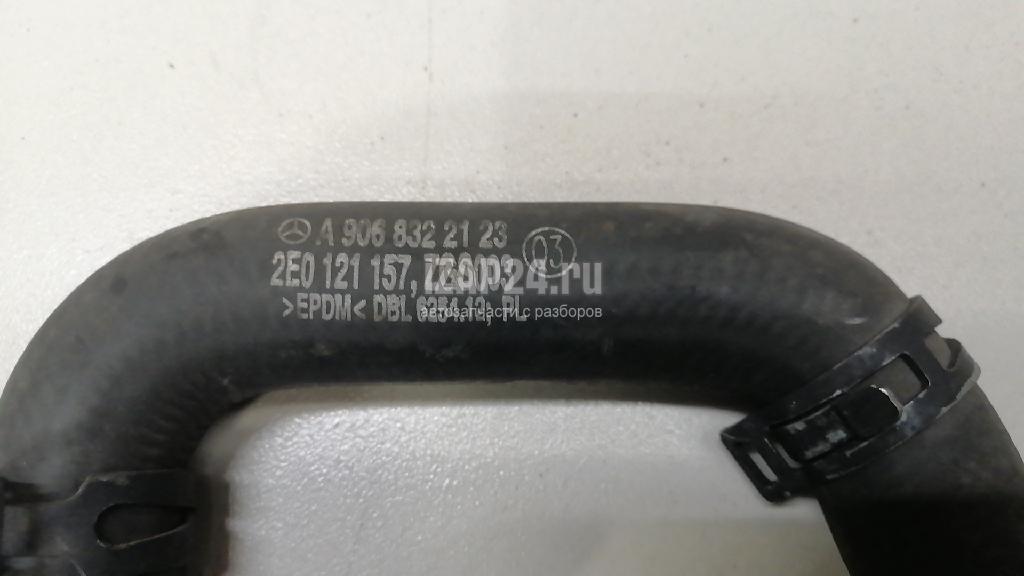 A 906 832 21 23
03
2E0 121 157,
24.ru
>EPDM< DBL PL
автозапчасти с разборов